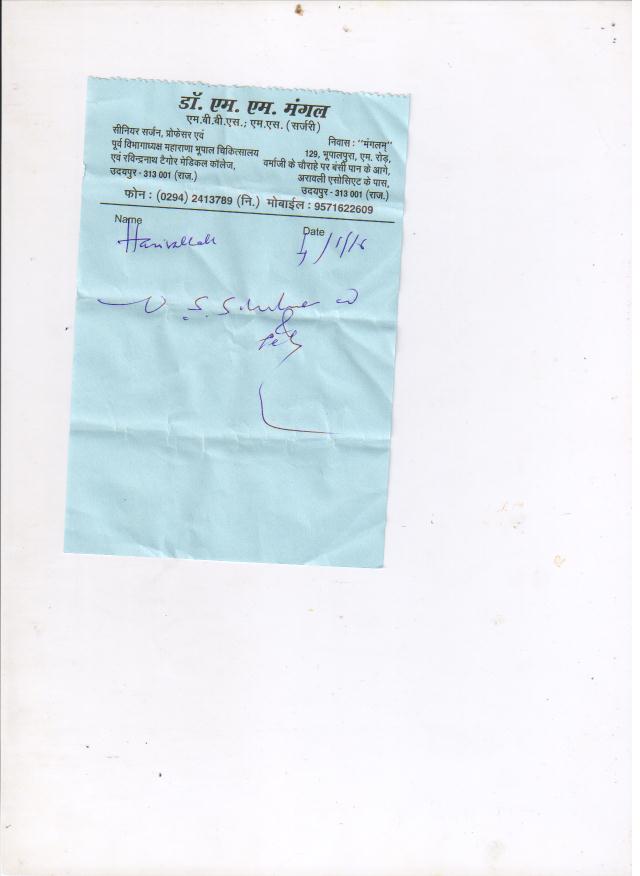 डॉ. एम. एम. मंगल
एम.बी.बी.एस.; एम.एस. (सर्जरी)
सीनियर सर्जन, प्रोफेसर एवं
पूर्व विभागाध्यक्ष महाराणा भूपाल चिकित्सालय
एवं रविन्द्रनाथ टैगोर मेडिकल कॉलेज,
उदयपुर - 313 001 (राज.)
निवास : "मंगलम्"
129, भूपालपुरा, एम. रोड़,
वर्माजी के चौराहे पर बंसी पान के आगे,
अरावली एसोसिएट के पास,
उदयपुर - 313 001 (राज.)
फोन : (0294) 2413789 (नि.) मोबाईल : 9571622609
Name
Date
/1/16